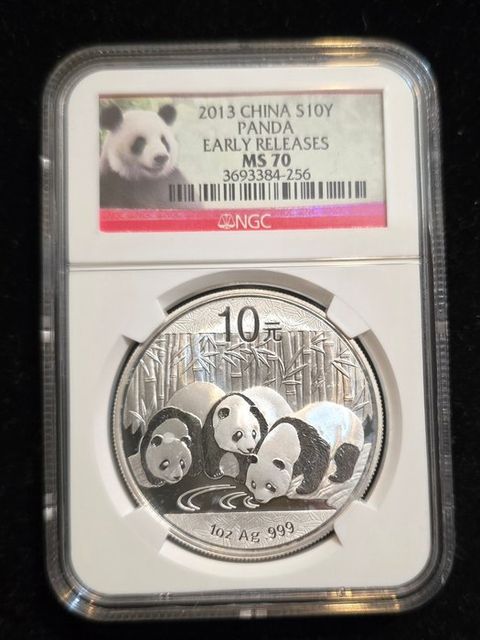 2013 CHINA S10Y
PANDA
EARLY RELEASES
MS 70
3693384-256
NGC
10元
1oz Ag .999